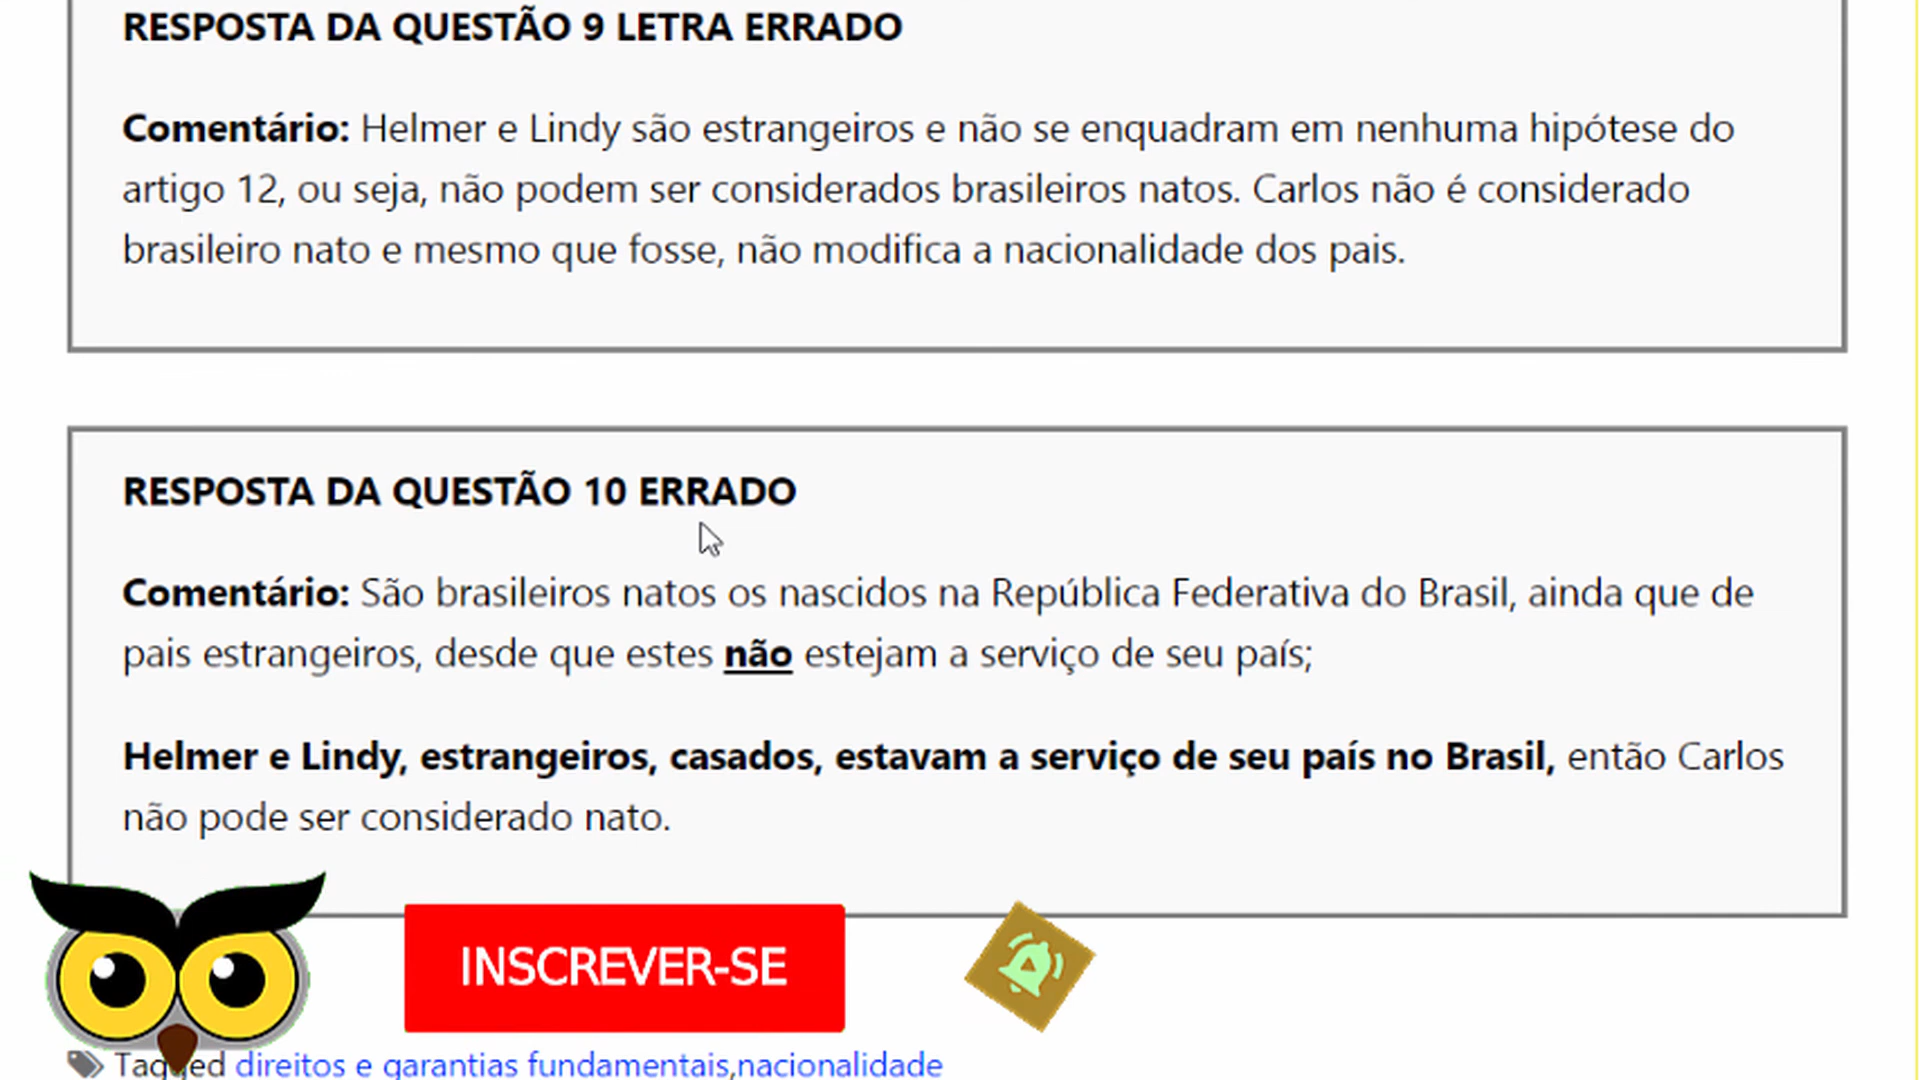 RESPOSTA DA QUESTÃO 9 LETRA ERRADO
Comentário: Helmer e Lindy são estrangeiros e não se enquadram em nenhuma hipótese do
artigo 12, ou seja, não podem ser considerados brasileiros natos. Carlos não é considerado
brasileiro nato e mesmo que fosse, não modifica a nacionalidade dos pais.
RESPOSTA DA QUESTÃO 10 ERRADO
Comentário: São brasileiros natos os nascidos na República Federativa do Brasil, ainda que de
pais estrangeiros, desde que estes não estejam a serviço de seu país;
Helmer e Lindy, estrangeiros, casados, estavam a serviço de seu país no Brasil, então Carlos
não pode ser considerado nato.
INSCREVER-SE
Tagged direitos e garantias fundamentais,nacionalidade